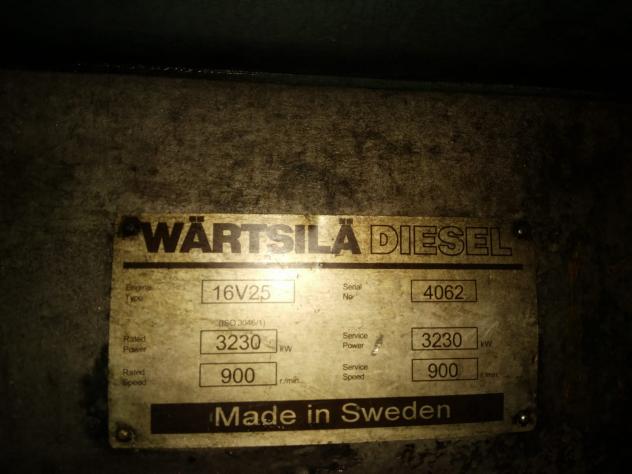 WÄRTSILÄ DIESEL
Engine Type 16V25 Serial No 4062
(ISO 3046/1)
Rated Power 3230 kW Service Power 3230 kW
Rated Speed 900 r./min. Service Speed 900 r./min.
Made in Sweden